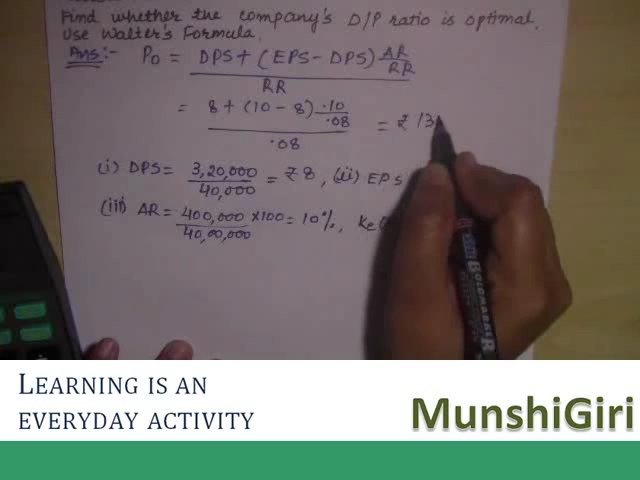 Find whether the company's D/P ratio is optimal.
Use Walter's Formula.
Ans:- P0 = DPS + (EPS - DPS) AR/RR
RR
= 8 + (10 - 8) .10/.08
.08
= ₹ 13
(i) DPS = 3,20,000/40,000 = ₹ 8, (ii) EPS
(iii) AR = 400,000/40,00,000 × 100 = 10%, Ke
LEARNING IS AN
EVERYDAY ACTIVITY
MunshiGiri